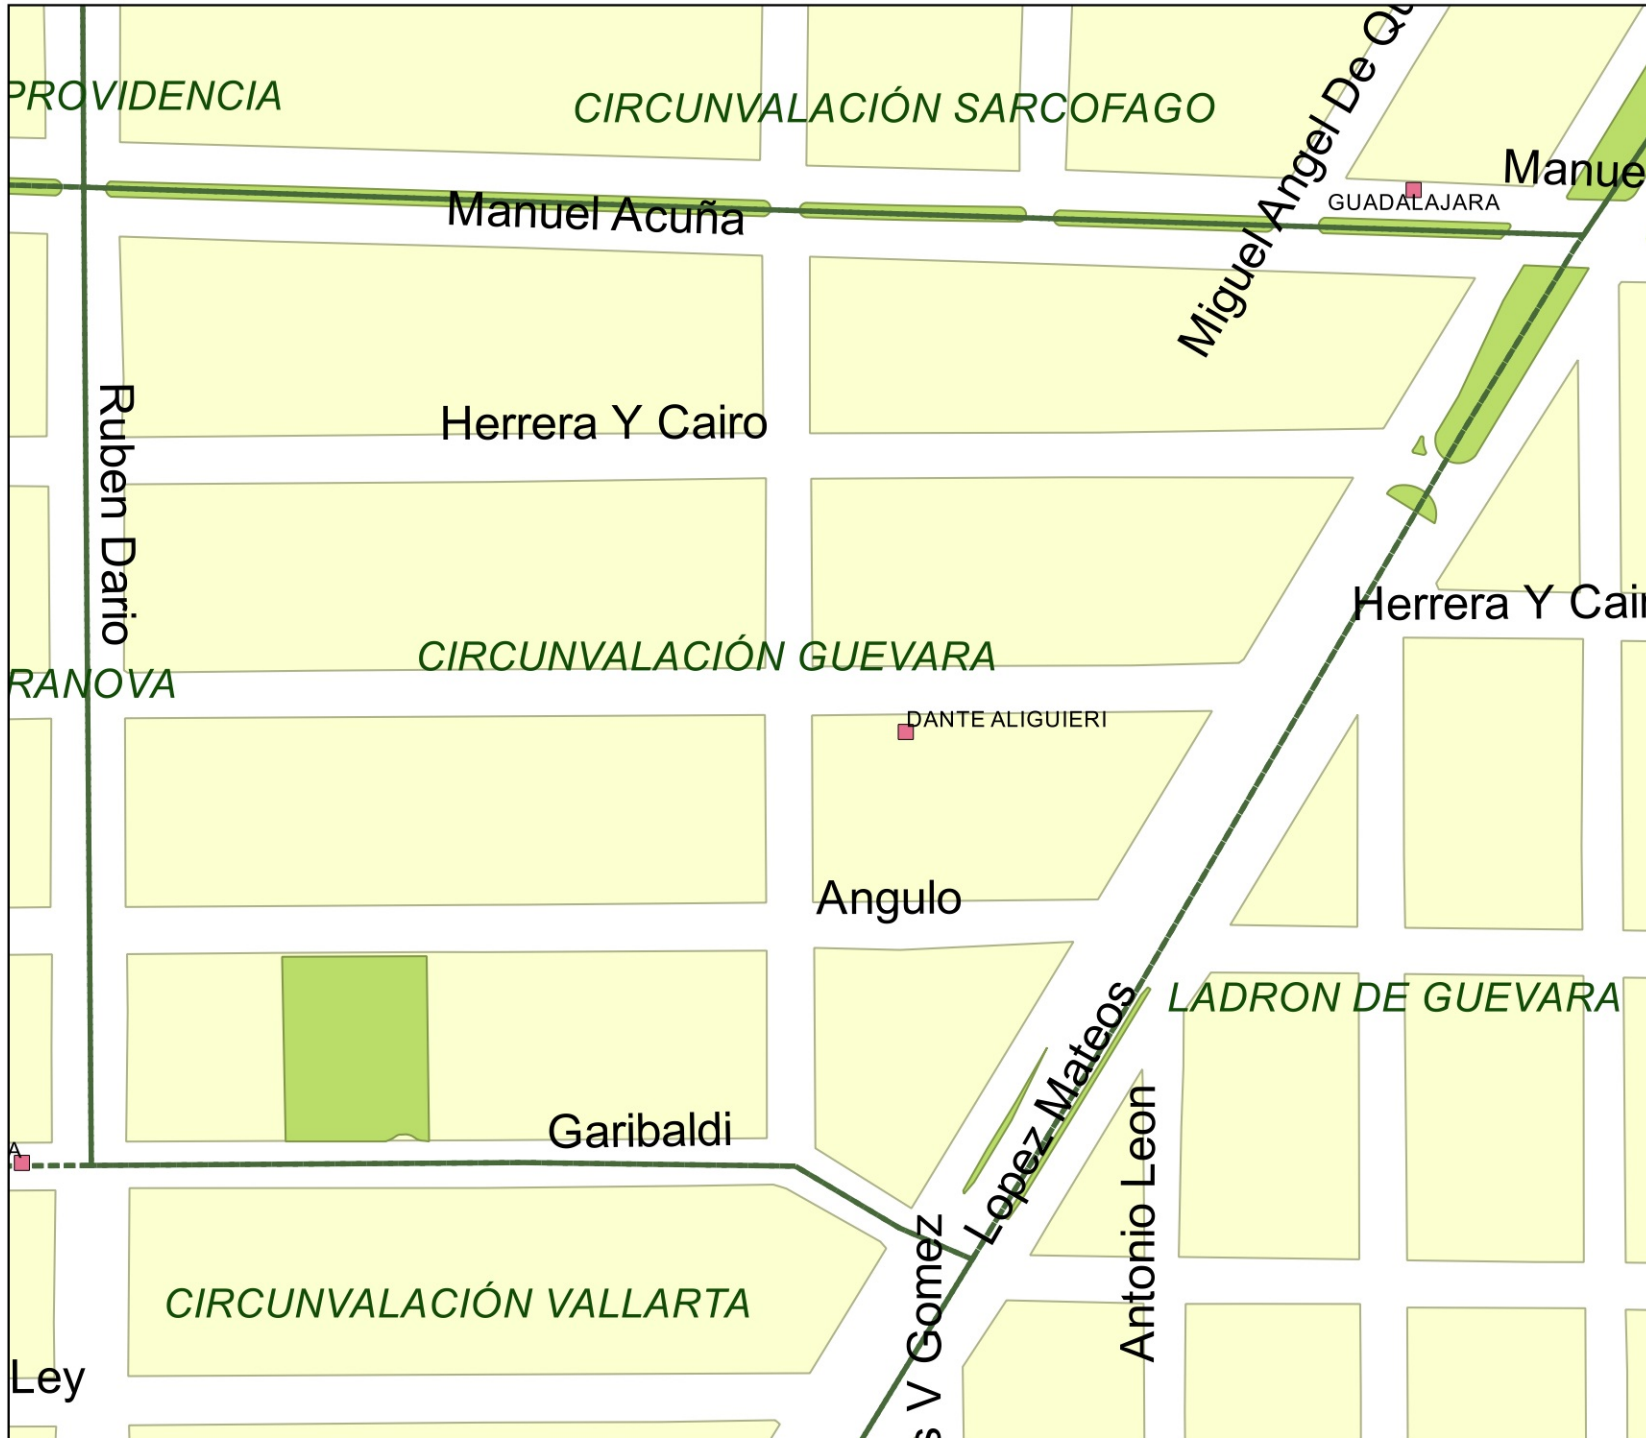 PROVIDENCIA
CIRCUNVALACIÓN SARCOFAGO
Miguel Angel De Qu
Manue
GUADALAJARA
Manuel Acuña
Ruben Dario
Herrera Y Cairo
Herrera Y Cair
CIRCUNVALACIÓN GUEVARA
RANOVA
DANTE ALIGUIERI
Angulo
LADRON DE GUEVARA
Lopez Mateos
Garibaldi
A
Antonio Leon
s V Gomez
CIRCUNVALACIÓN VALLARTA
Ley